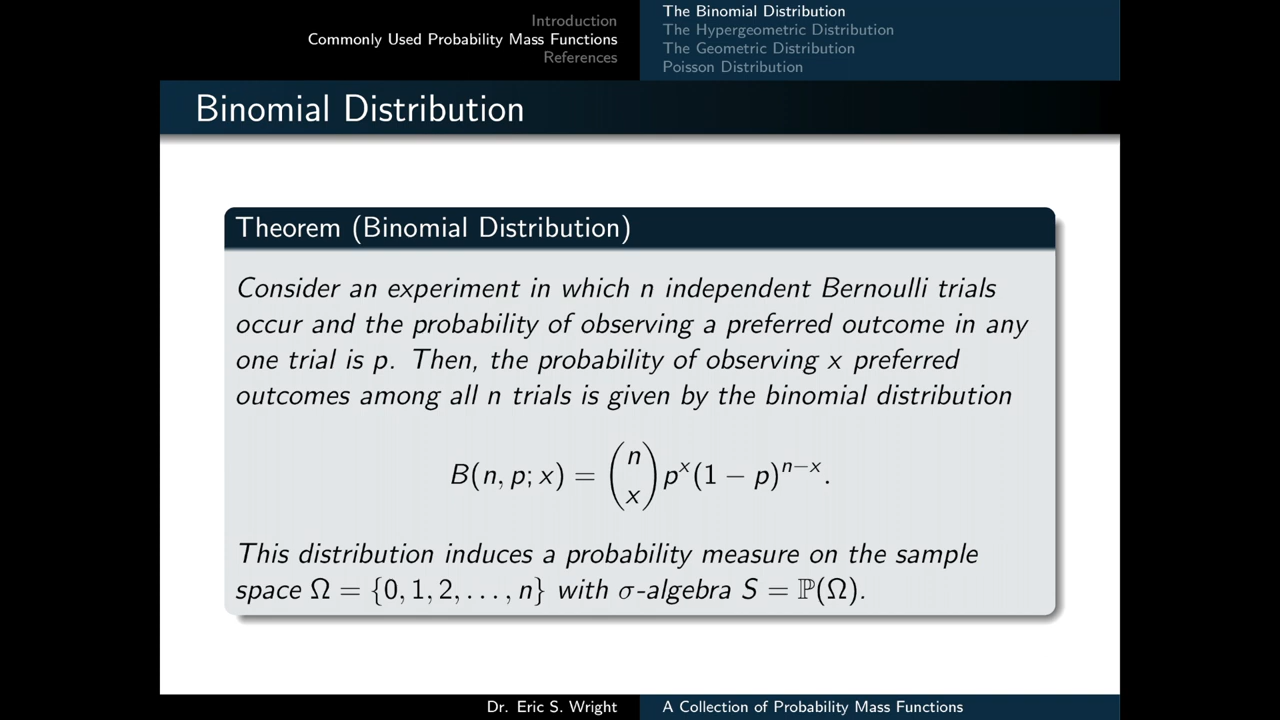 Introduction
Commonly Used Probability Mass Functions
References
The Binomial Distribution
The Hypergeometric Distribution
The Geometric Distribution
Poisson Distribution
Binomial Distribution
Theorem (Binomial Distribution)
Consider an experiment in which n independent Bernoulli trials
occur and the probability of observing a preferred outcome in any
one trial is p. Then, the probability of observing x preferred
outcomes among all n trials is given by the binomial distribution
B(n, p; x) = \binom{n}{x} p^x (1 − p)^{n−x}.
This distribution induces a probability measure on the sample
space Ω = {0, 1, 2, . . . , n} with σ-algebra S = ℙ(Ω).
Dr. Eric S. Wright
A Collection of Probability Mass Functions